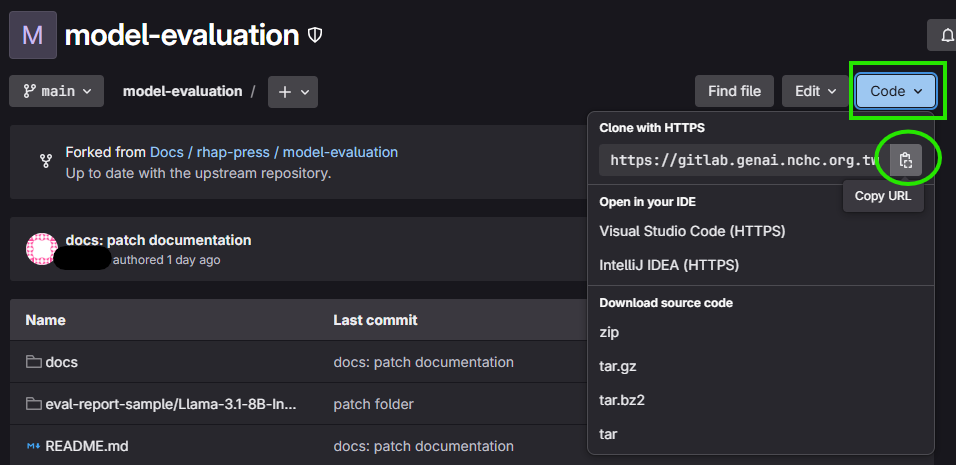 M model-evaluation
main model-evaluation / + Find file Edit Code
Forked from Docs / rhap-press / model-evaluation
Up to date with the upstream repository.
docs: patch documentation
authored 1 day ago
Name Last commit
docs docs: patch documentation
eval-report-sample/Llama-3.1-8B-In... patch folder
README.md docs: patch documentation
Clone with HTTPS
https://gitlab.genai.nchc.org.tw
Copy URL
Open in your IDE
Visual Studio Code (HTTPS)
IntelliJ IDEA (HTTPS)
Download source code
zip
tar.gz
tar.bz2
tar